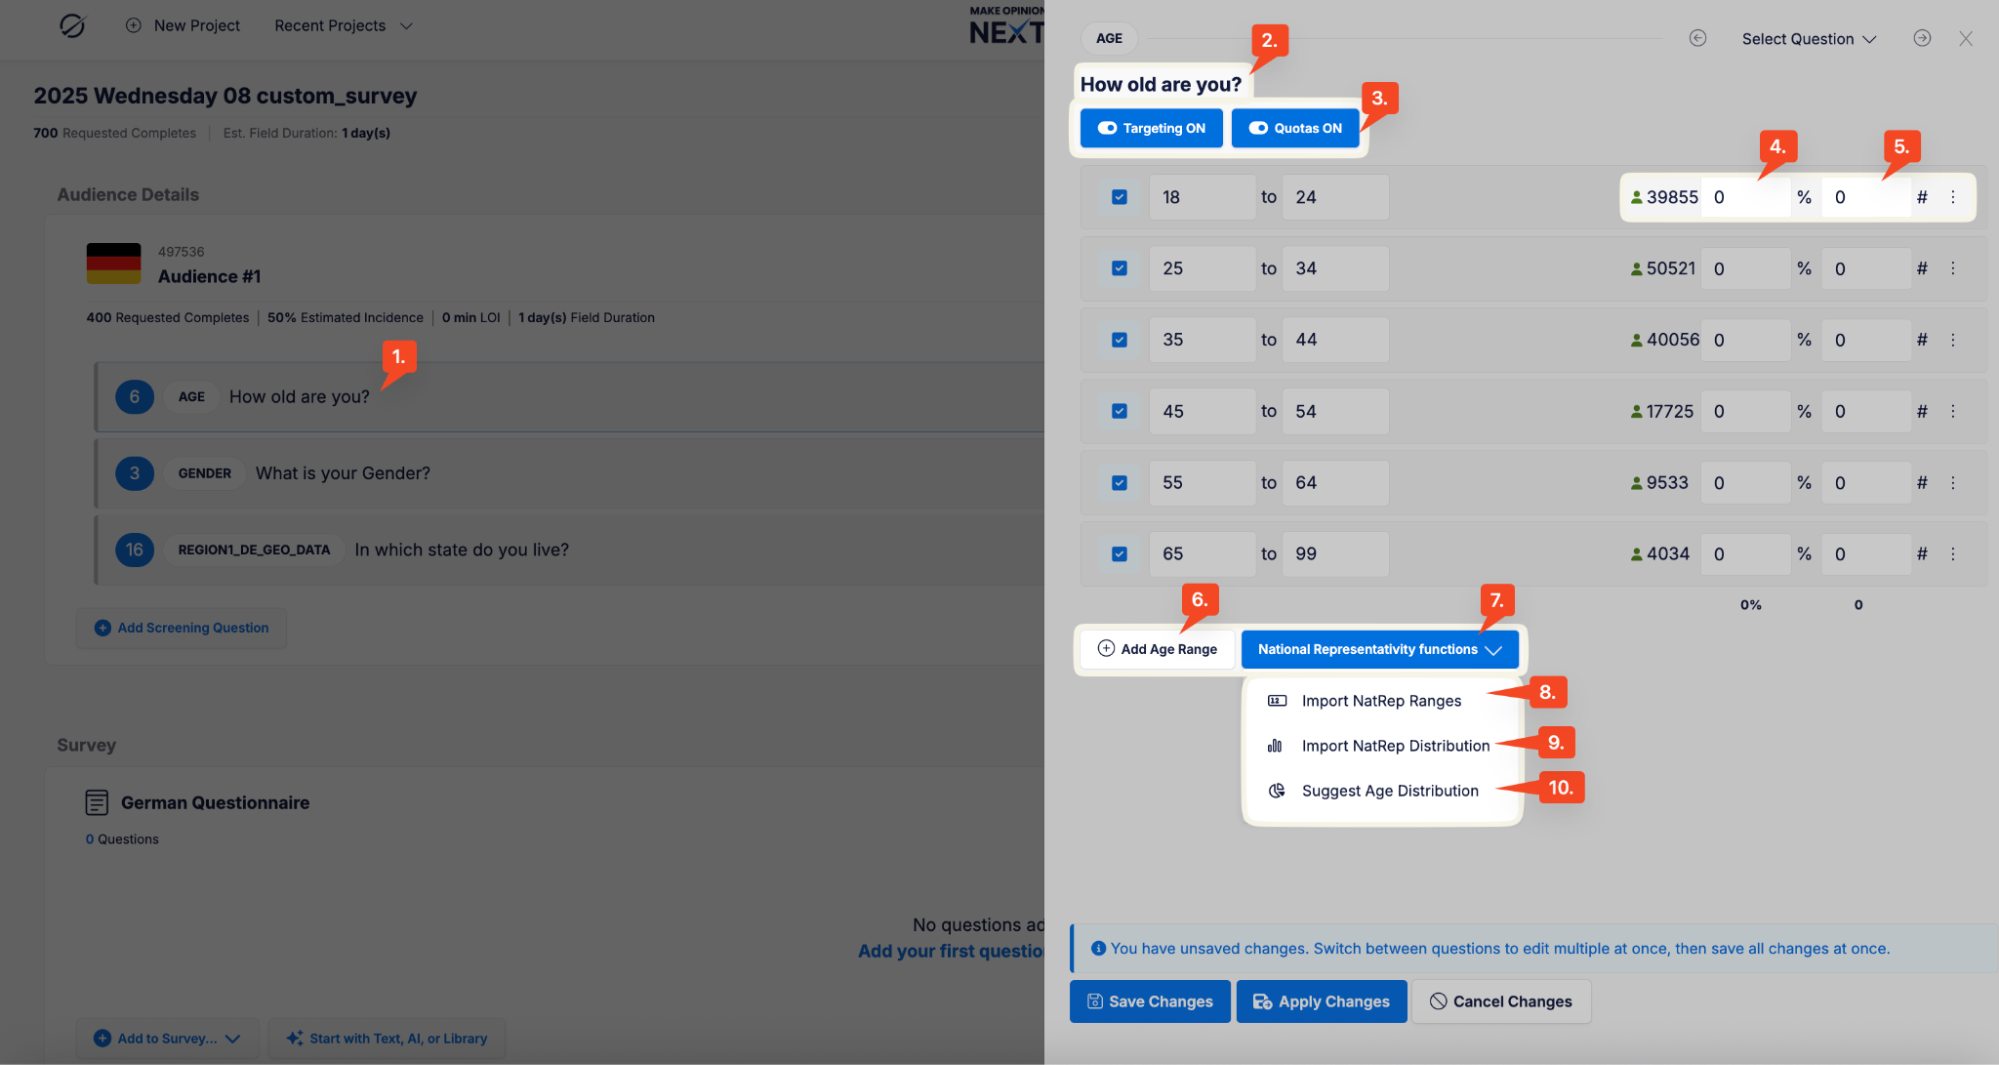 New Project
Recent Projects
MAKE OPINION
NEXT
2025 Wednesday 08 custom_survey
700 Requested Completes | Est. Field Duration: 1 day(s)
Audience Details
497536
Audience #1
400 Requested Completes | 50% Estimated Incidence | 0 min LOI | 1 day(s) Field Duration
1.
6 AGE How old are you?
3 GENDER What is your Gender?
16 REGION1_DE_GEO_DATA In which state do you live?
Add Screening Question
Survey
German Questionnaire
0 Questions
No questions ad
Add your first questio
Add to Survey...
Start with Text, AI, or Library
AGE
Select Question
2.
How old are you?
3.
Targeting ON
Quotas ON
4.
5.
18 to 24 39855 0 % 0 #
25 to 34 50521 0 % 0 #
35 to 44 40056 0 % 0 #
45 to 54 17725 0 % 0 #
55 to 64 9533 0 % 0 #
65 to 99 4034 0 % 0 #
0% 0
6.
7.
Add Age Range
National Representativity functions
Import NatRep Ranges
8.
Import NatRep Distribution
9.
Suggest Age Distribution
10.
You have unsaved changes. Switch between questions to edit multiple at once, then save all changes at once.
Save Changes
Apply Changes
Cancel Changes